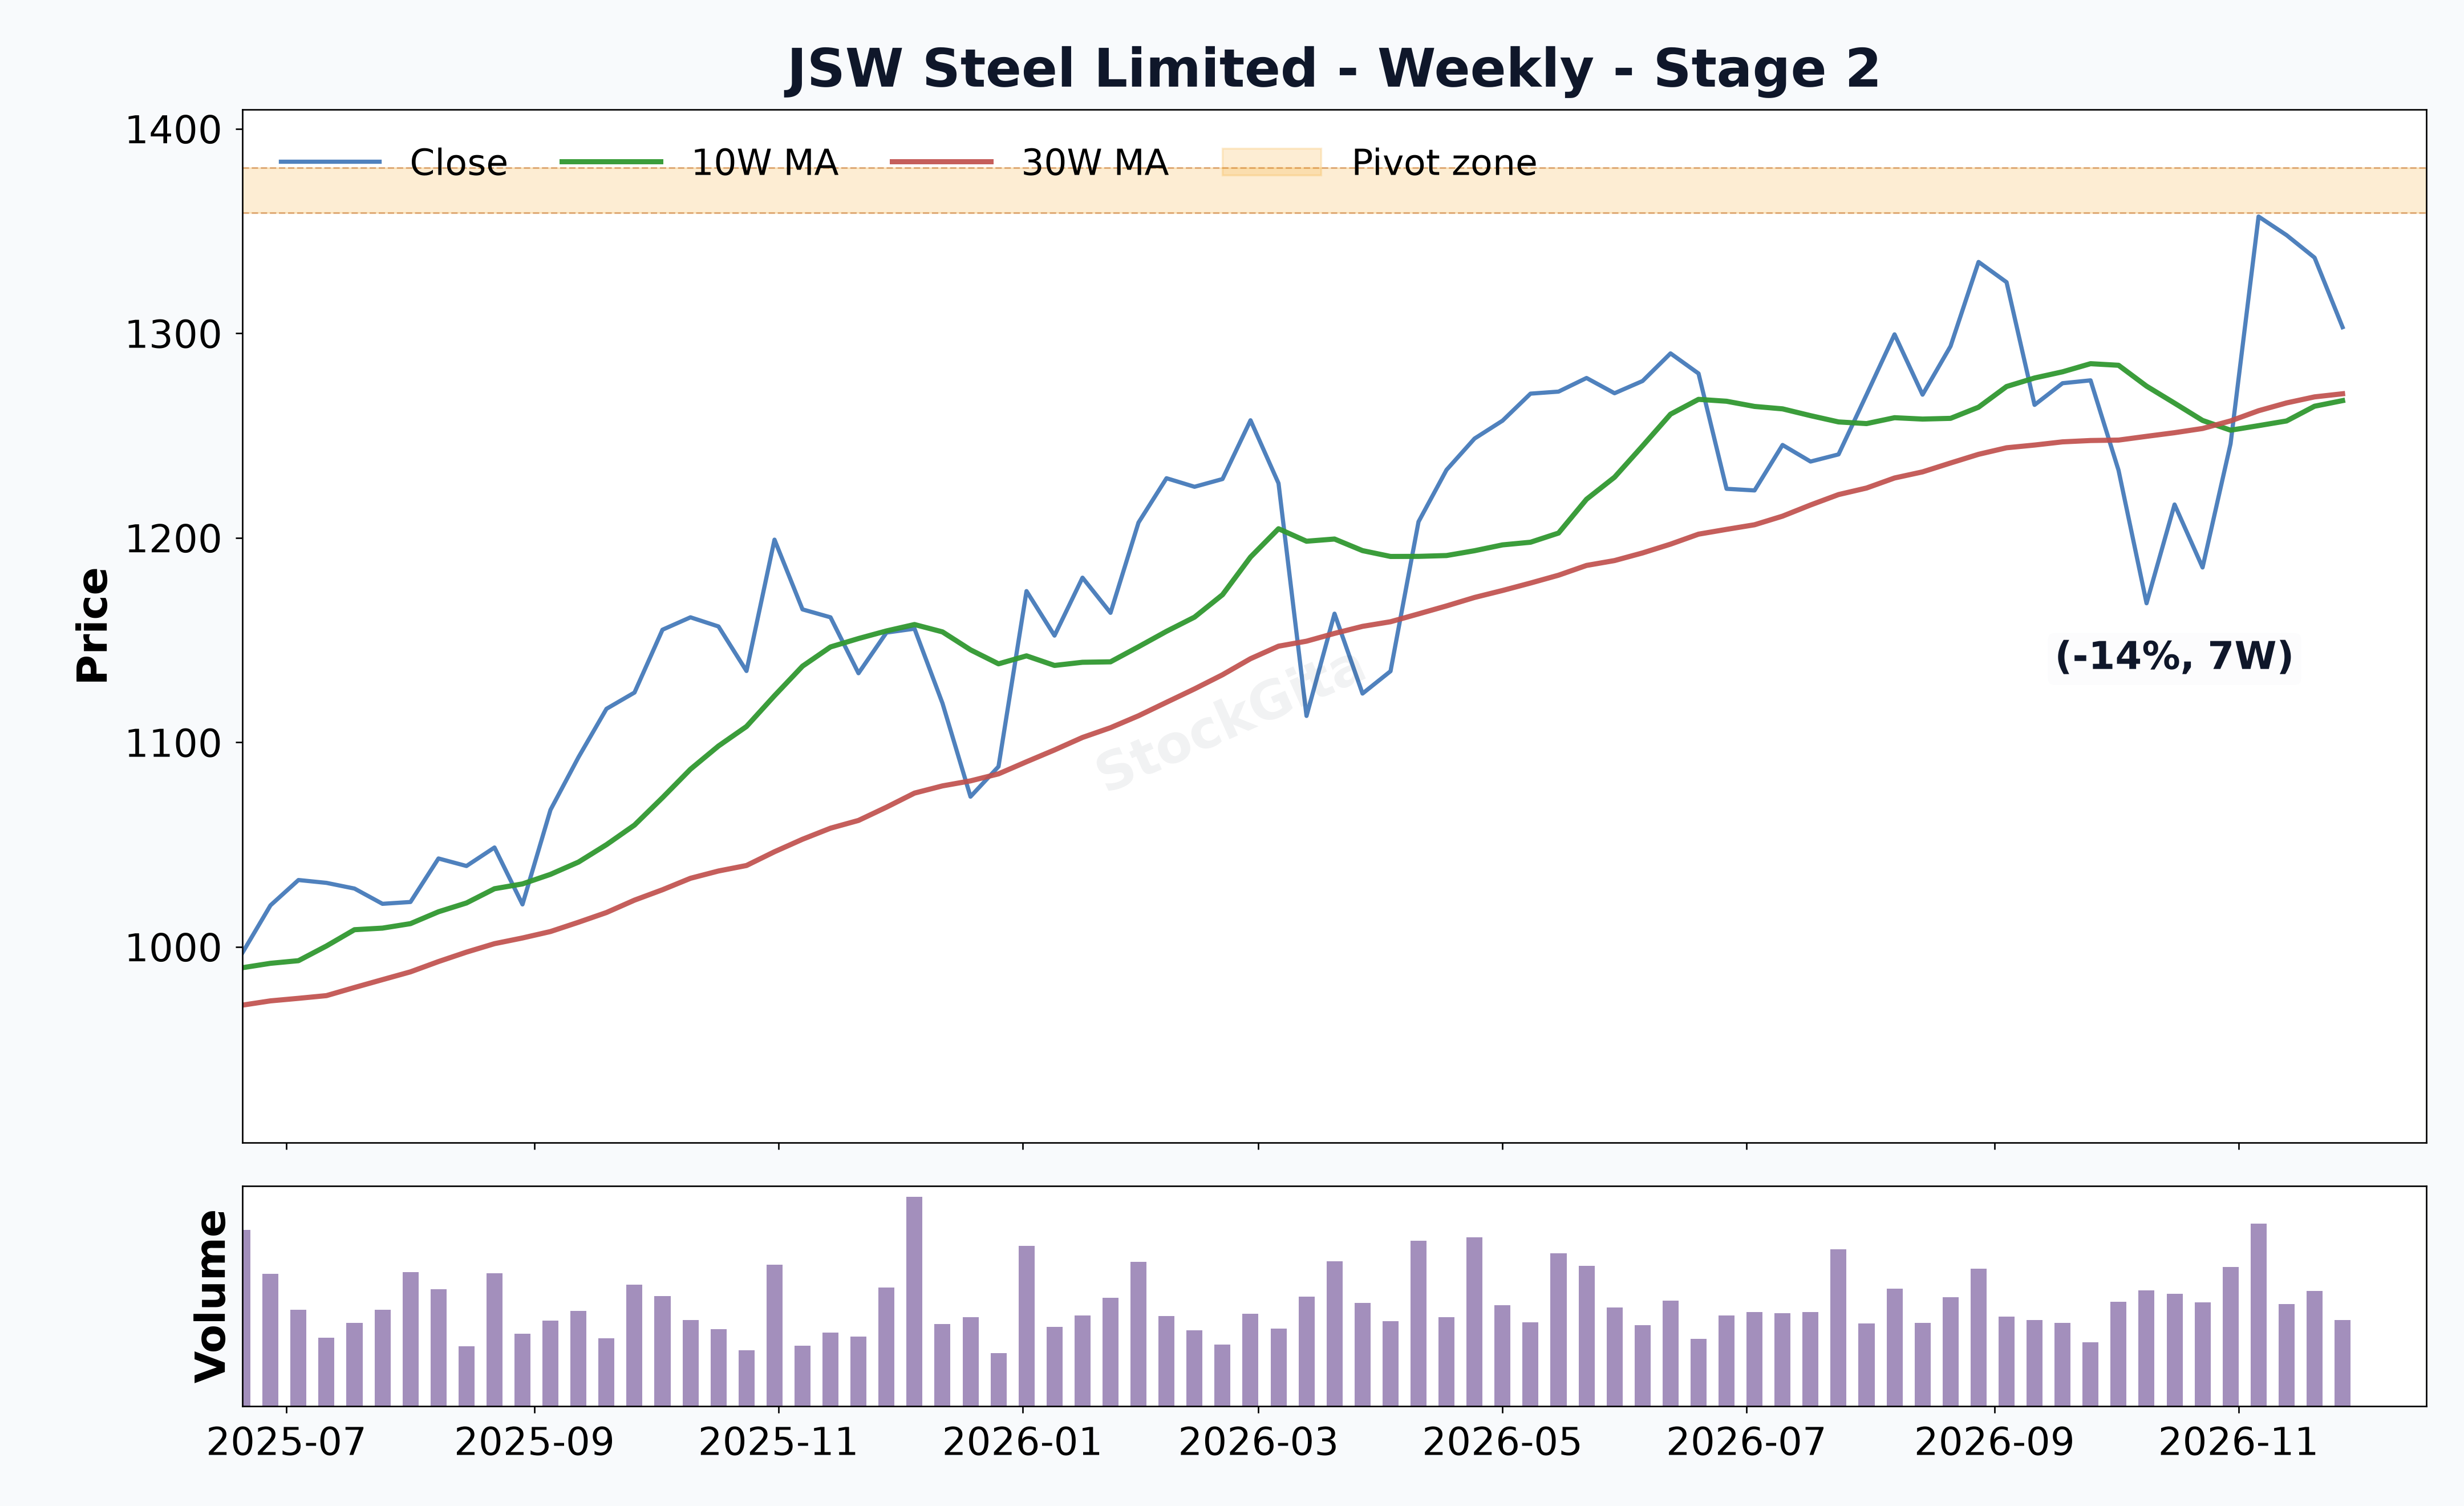 JSW Steel Limited - Weekly - Stage 2
1400
Close 10W MA 30W MA Pivot zone
1300
1200
1100
1000
Price
(-14%, 7W)
StockGita
Volume
2025-07 2025-09 2025-11 2026-01 2026-03 2026-05 2026-07 2026-09 2026-11